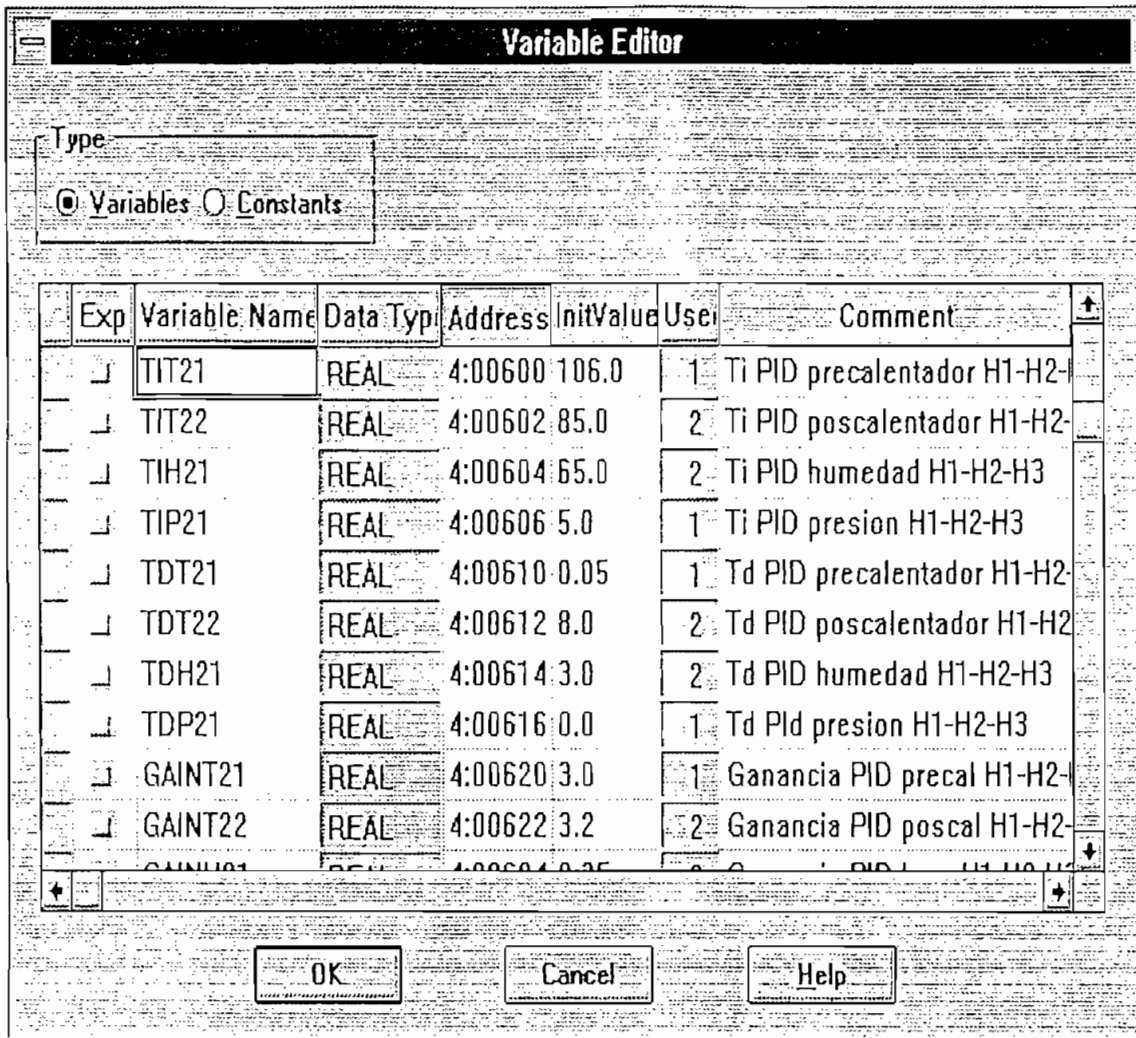 Variable Editor
Type
Variables Constants
Exp Variable Name Data Typ Address InitValue Use Comment
TIT21 REAL 4:00600 106.0 1 Ti PID precalentador H1-H2-
TIT22 REAL 4:00602 85.0 2 Ti PID poscalentador H1-H2-
TIH21 REAL 4:00604 65.0 2 Ti PID humedad H1-H2-H3
TIP21 REAL 4:00606 5.0 1 Ti PID presion H1-H2-H3
TDT21 REAL 4:00610 0.05 1 Td PID precalentador H1-H2-
TDT22 REAL 4:00612 8.0 2 Td PID poscalentador H1-H2
TDH21 REAL 4:00614 3.0 2 Td PID humedad H1-H2-H3
TDP21 REAL 4:00616 0.0 1 Td PId presion H1-H2-H3
GAINT21 REAL 4:00620 3.0 1 Ganancia PID precal H1-H2-
GAINT22 REAL 4:00622 3.2 2 Ganancia PID poscal H1-H2-
OK Cancel Help